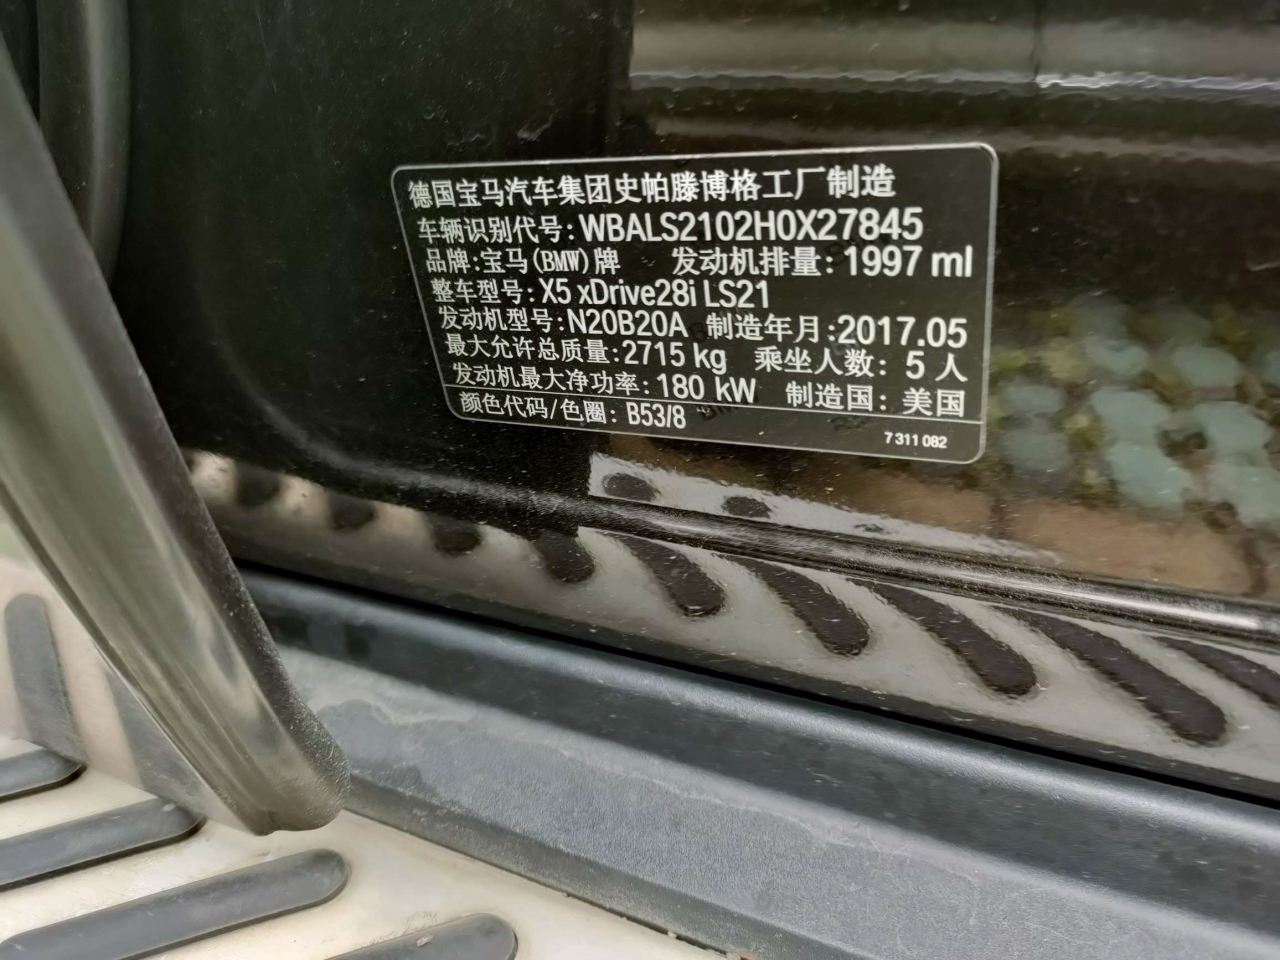 德国宝马汽车集团史帕滕博格工厂制造
车辆识别代号: WBALS2102H0X27845
品牌: 宝马(BMW)牌 发动机排量: 1997 ml
整车型号: X5 xDrive28i LS21
发动机型号: N20B20A 制造年月: 2017.05
最大允许总质量: 2715 kg 乘坐人数: 5 人
发动机最大净功率: 180 kW 制造国: 美国
颜色代码/色圈: B53/8
7 311 082